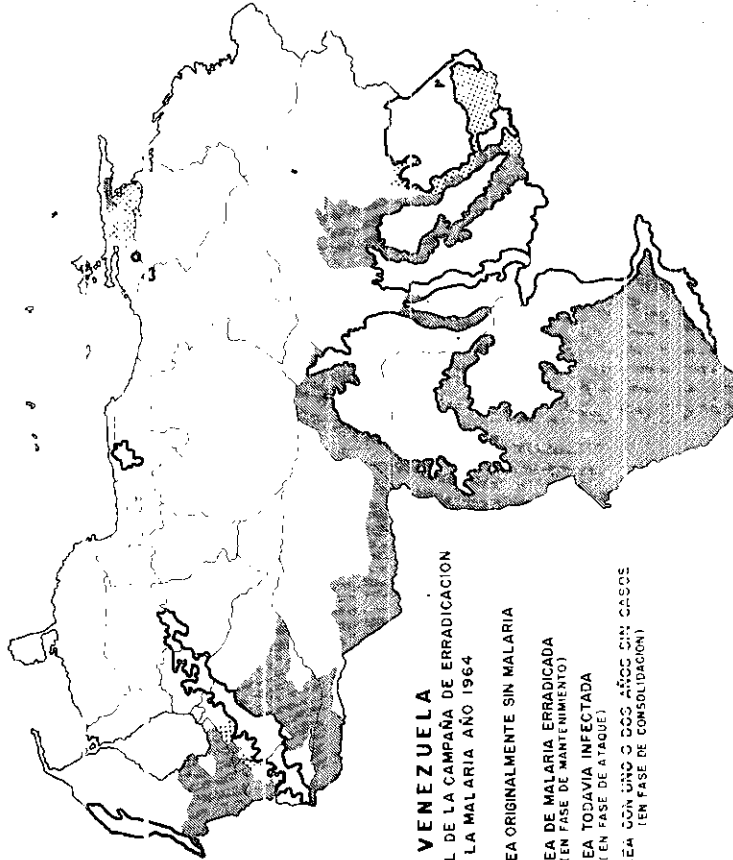 VENEZUELA
L DE LA CAMPAÑA DE ERRADICACION
LA MALARIA AÑO 1964
EA ORIGINALMENTE SIN MALARIA
EA DE MALARIA ERRADICADA
(EN FASE DE MANTENIMIENTO)
EA TODAVIA INFECTADA
(EN FASE DE ATAQUE)
EA CON UNO O DOS AÑOS SIN CASOS
(EN FASE DE CONSOLIDACION)
3